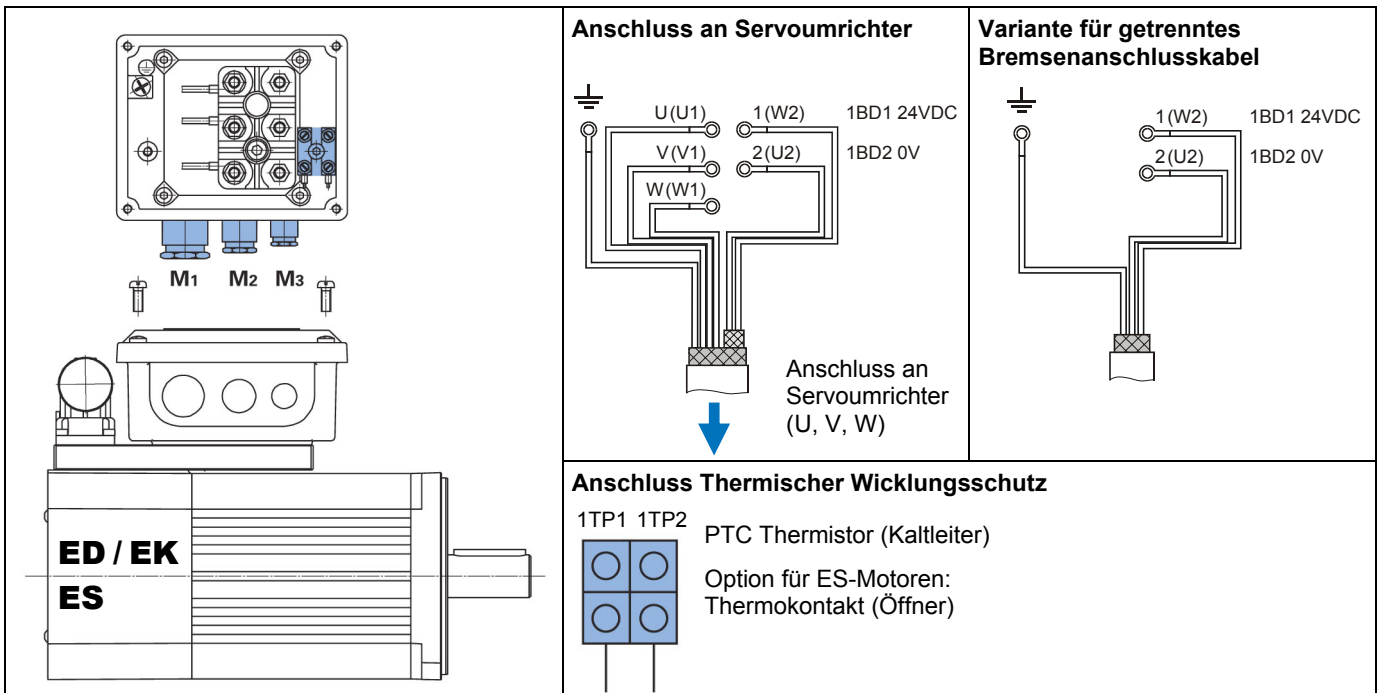 M1 M2 M3
ED / EK
ES
Anschluss an Servoumrichter
U(U1) 1(W2) 1BD1 24VDC
V(V1) 2(U2) 1BD2 0V
W(W1)
Anschluss an
Servoumrichter
(U, V, W)
Variante für getrenntes
Bremsenanschlusskabel
1(W2) 1BD1 24VDC
2(U2) 1BD2 0V
Anschluss Thermischer Wicklungsschutz
1TP1 1TP2
PTC Thermistor (Kaltleiter)
Option für ES-Motoren:
Thermokontakt (Öffner)